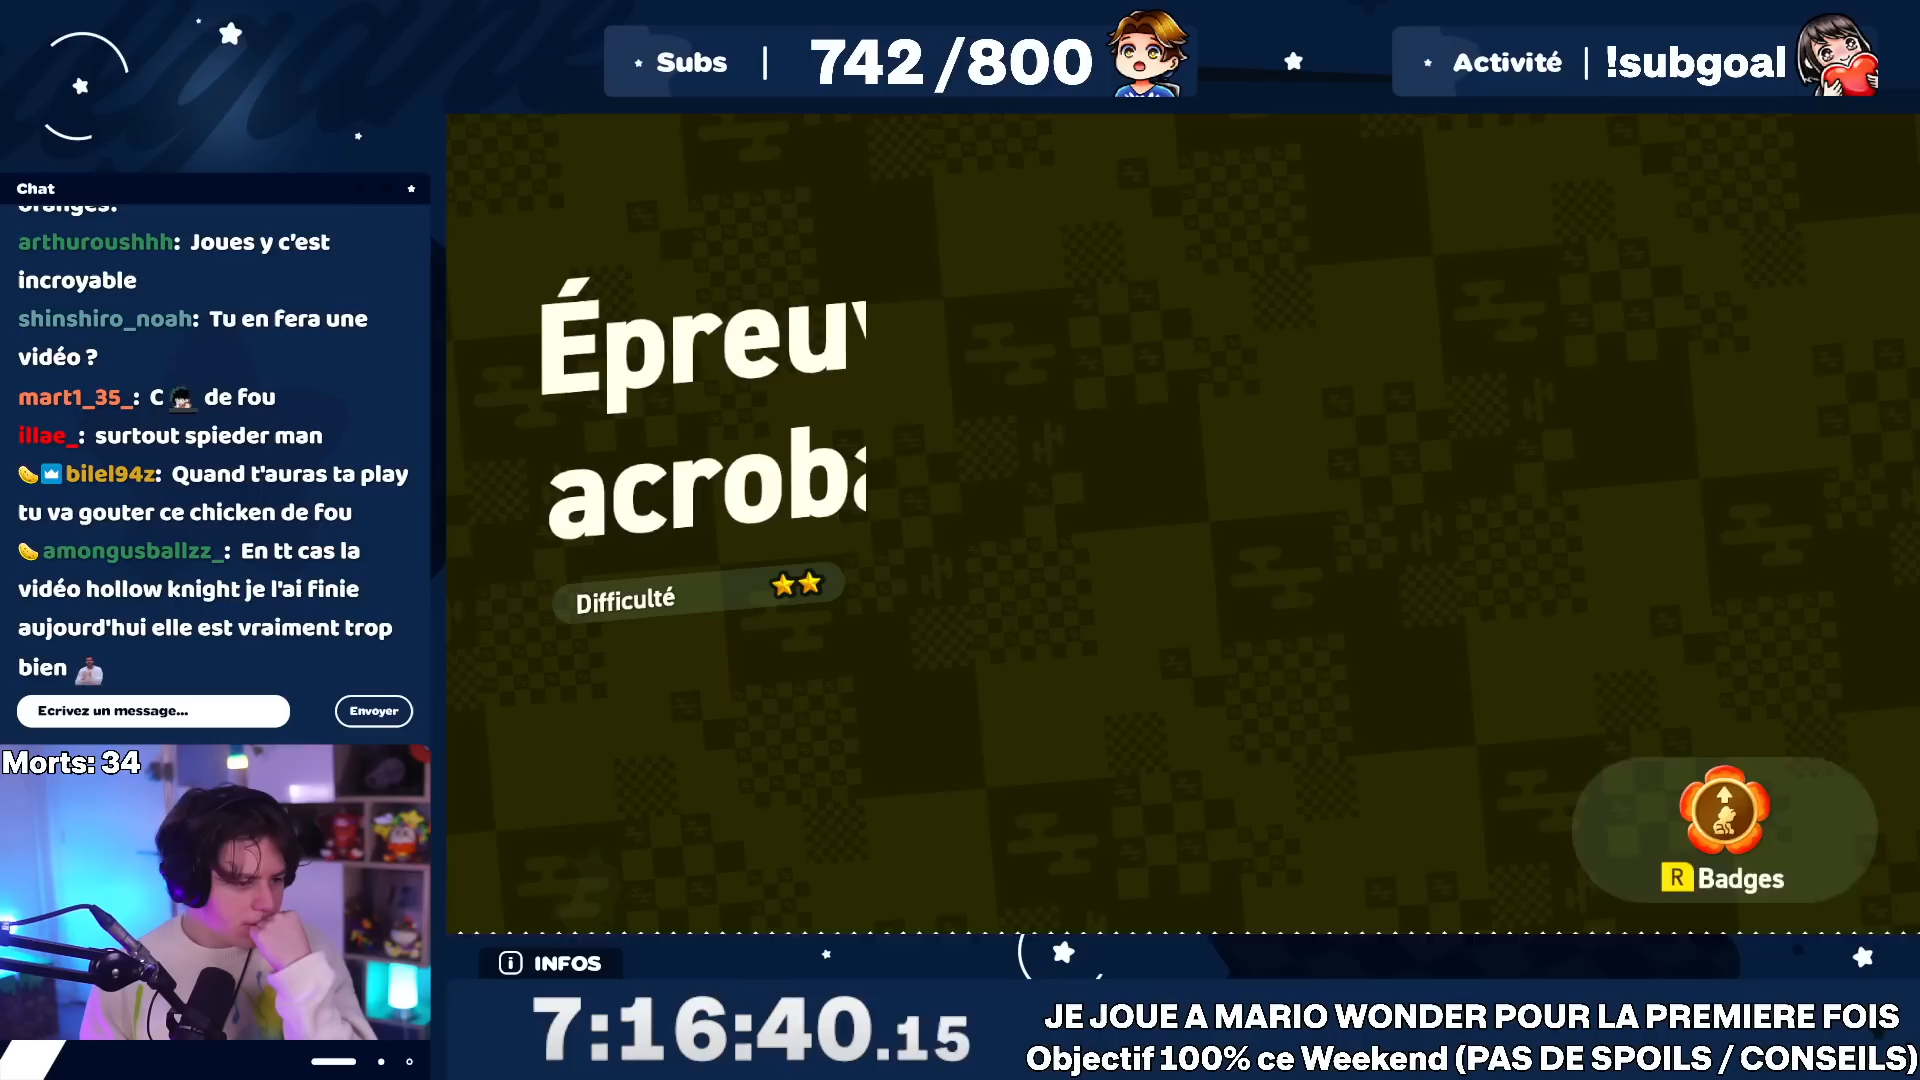 Subs | 742 /800
Activité | !subgoal
Chat
oranges.
arthuroushhh: Joues y c'est
incroyable
shinshiro_noah: Tu en fera une
vidéo ?
mart1_35_: C de fou
illae_: surtout spieder man
bilel94z: Quand t'auras ta play
tu va gouter ce chicken de fou
amongusballzz_: En tt cas la
vidéo hollow knight je l'ai finie
aujourd'hui elle est vraiment trop
bien
Ecrivez un message...
Envoyer
Morts: 34
Épreuv
acroba
Difficulté
R Badges
INFOS
7:16:40.15
JE JOUE A MARIO WONDER POUR LA PREMIERE FOIS
Objectif 100% ce Weekend (PAS DE SPOILS / CONSEILS)